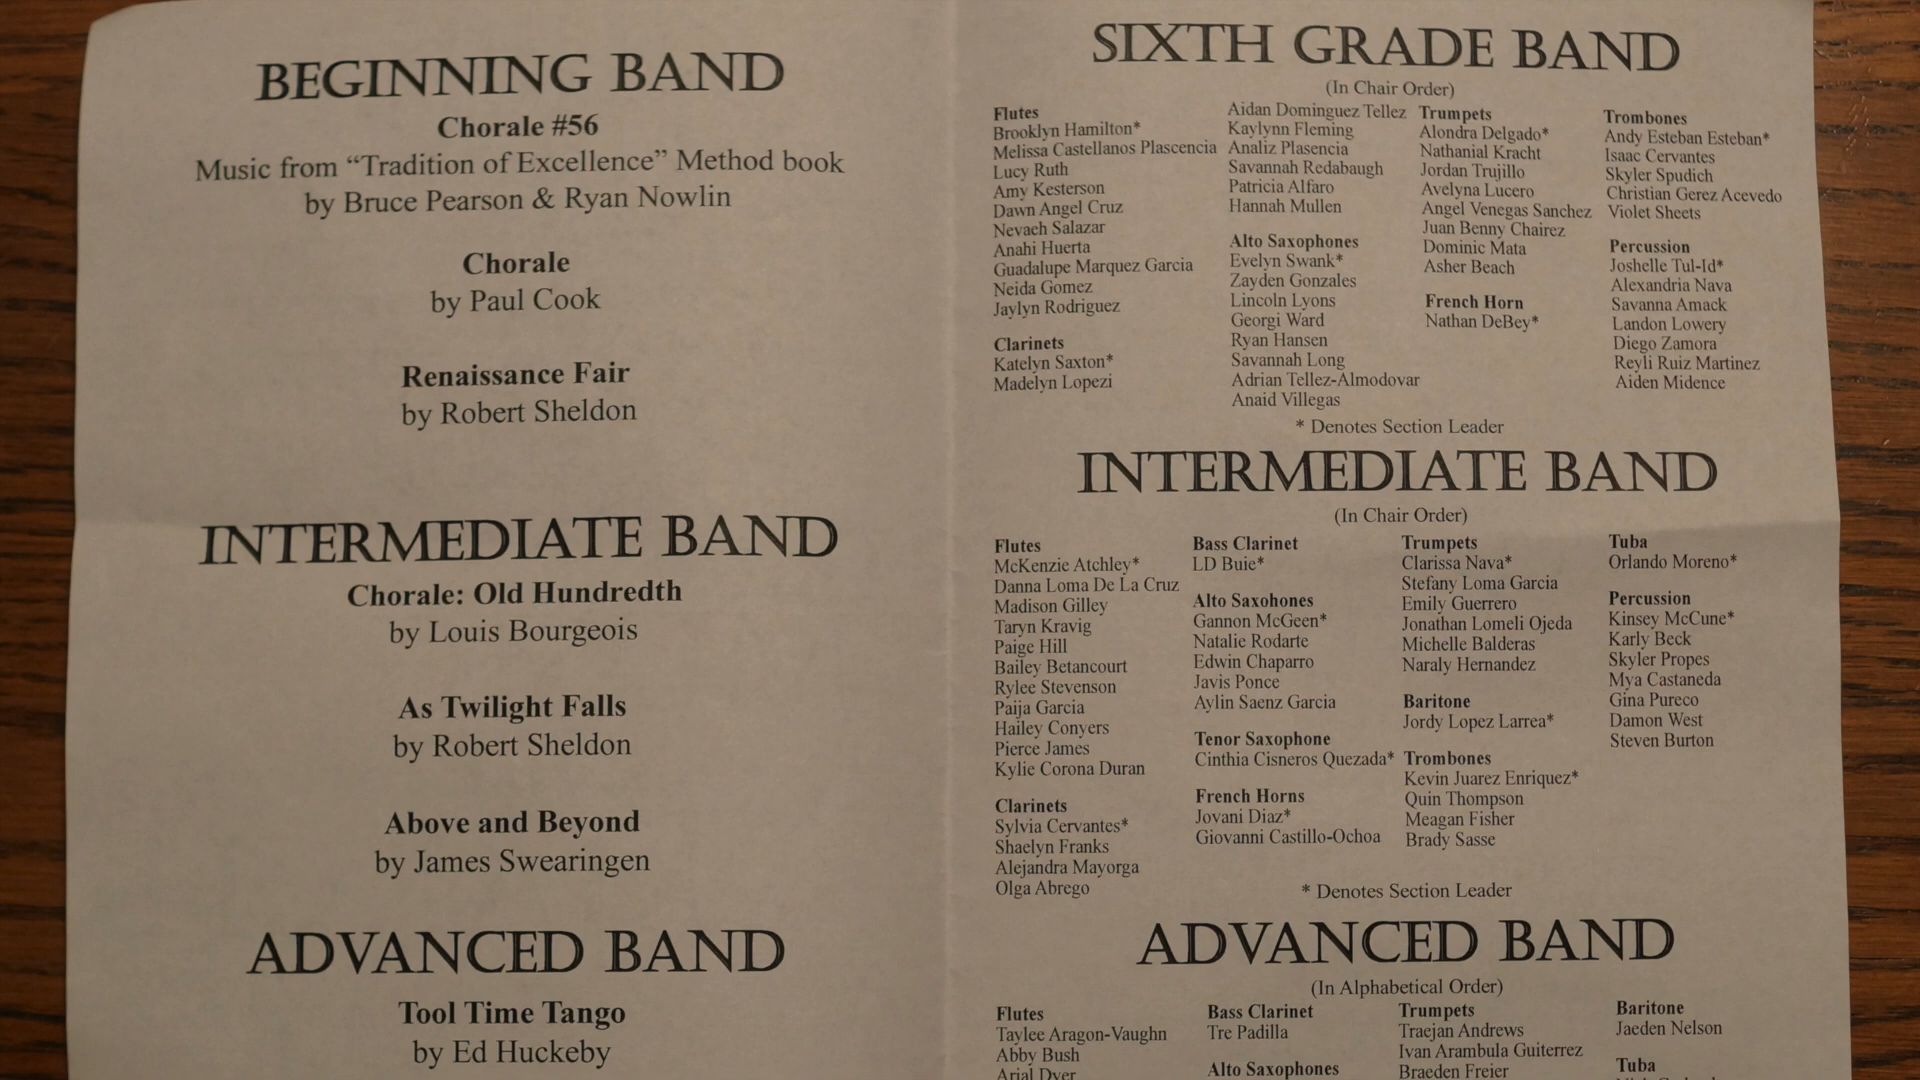 BEGINNING BAND
Chorale #56
Music from “Tradition of Excellence” Method book
by Bruce Pearson & Ryan Nowlin
Chorale
by Paul Cook
Renaissance Fair
by Robert Sheldon
INTERMEDIATE BAND
Chorale: Old Hundredth
by Louis Bourgeois
As Twilight Falls
by Robert Sheldon
Above and Beyond
by James Swearingen
ADVANCED BAND
Tool Time Tango
by Ed Huckeby
SIXTH GRADE BAND
(In Chair Order)
Flutes
Brooklyn Hamilton*
Melissa Castellanos Plascencia
Lucy Ruth
Amy Kesterson
Dawn Angel Cruz
Nevaeh Salazar
Anahi Huerta
Guadalupe Marquez Garcia
Neida Gomez
Jaylyn Rodriguez
Clarinets
Katelyn Saxton*
Madelyn Lopezi
Aidan Dominguez Tellez
Kaylynn Fleming
Analiz Plasencia
Savannah Redabaugh
Patricia Alfaro
Hannah Mullen
Alto Saxophones
Evelyn Swank*
Zayden Gonzales
Lincoln Lyons
Georgi Ward
Ryan Hansen
Savannah Long
Adrian Tellez-Almodovar
Anaid Villegas
Trumpets
Alondra Delgado*
Nathanial Kracht
Jordan Trujillo
Avelyna Lucero
Angel Venegas Sanchez
Juan Benny Chairez
Dominic Mata
Asher Beach
French Horn
Nathan DeBey*
Trombones
Andy Esteban Esteban*
Isaac Cervantes
Skyler Spudich
Christian Gerez Acevedo
Violet Sheets
Percussion
Joshelle Tul-Id*
Alexandria Nava
Savanna Amack
Landon Lowery
Diego Zamora
Reyli Ruiz Martinez
Aiden Midence
* Denotes Section Leader
INTERMEDIATE BAND
(In Chair Order)
Flutes
McKenzie Atchley*
Danna Loma De La Cruz
Madison Gilley
Taryn Kravig
Paige Hill
Bailey Betancourt
Rylee Stevenson
Paija Garcia
Hailey Conyers
Pierce James
Kylie Corona Duran
Clarinets
Sylvia Cervantes*
Shaelyn Franks
Alejandra Mayorga
Olga Abrego
Bass Clarinet
LD Buie*
Alto Saxohones
Gannon McGeen*
Natalie Rodarte
Edwin Chaparro
Javis Ponce
Aylin Saenz Garcia
Tenor Saxophone
Cinthia Cisneros Quezada*
French Horns
Jovani Diaz*
Giovanni Castillo-Ochoa
Trumpets
Clarissa Nava*
Stefany Loma Garcia
Emily Guerrero
Jonathan Lomeli Ojeda
Michelle Balderas
Naraly Hernandez
Baritone
Jordy Lopez Larrea*
Trombones
Kevin Juarez Enriquez*
Quin Thompson
Meagan Fisher
Brady Sasse
Tuba
Orlando Moreno*
Percussion
Kinsey McCune*
Karly Beck
Skyler Propes
Mya Castaneda
Gina Pureco
Damon West
Steven Burton
* Denotes Section Leader
ADVANCED BAND
(In Alphabetical Order)
Flutes
Taylee Aragon-Vaughn
Abby Bush
Arial Dyer
Bass Clarinet
Tre Padilla
Alto Saxophones
Trumpets
Traejan Andrews
Ivan Arambula Guiterrez
Braeden Freier
Baritone
Jaeden Nelson
Tuba